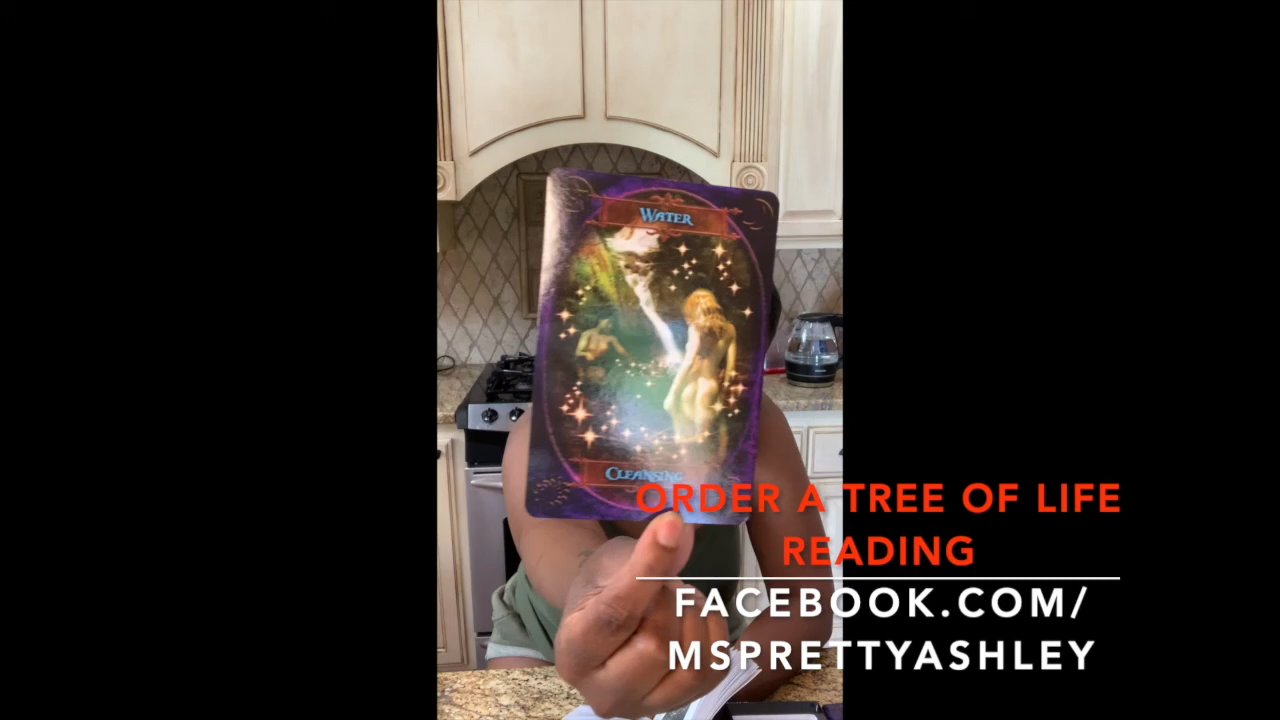 WATER
CLEANSING
ORDER A TREE OF LIFE
READING
FACEBOOK.COM/
MSPRETTYASHLEY